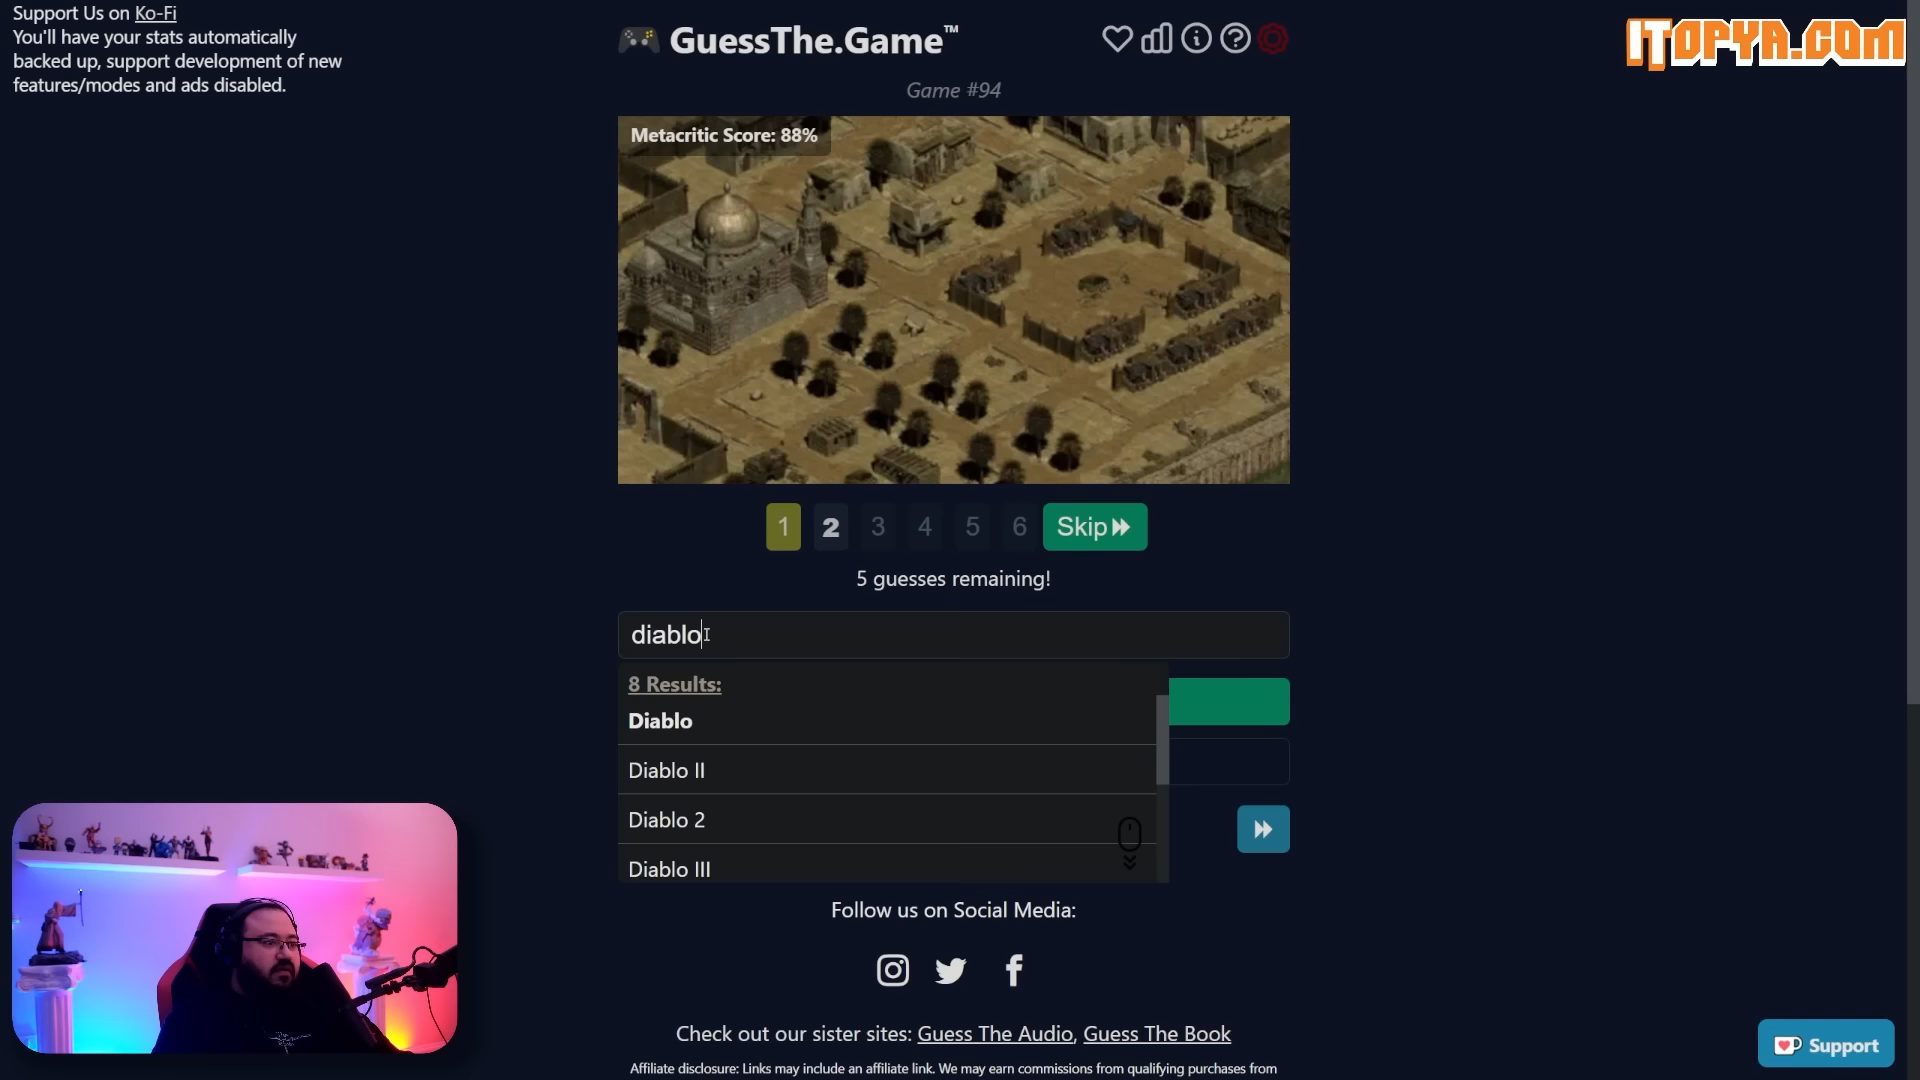 Support Us on Ko-Fi
You'll have your stats automatically
backed up, support development of new
features/modes and ads disabled.
GuessThe.Game™
ITOPYA.COM
Game #94
Metacritic Score: 88%
1 2 3 4 5 6 Skip
5 guesses remaining!
diablo
8 Results:
Diablo
Diablo II
Diablo 2
Diablo III
Follow us on Social Media:
Check out our sister sites: Guess The Audio, Guess The Book
Affiliate disclosure: Links may include an affiliate link. We may earn commissions from qualifying purchases from
Support